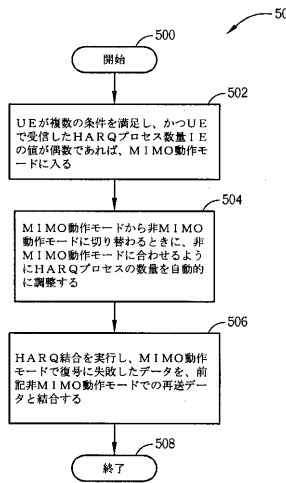 50
500
開始
502
UEが複数の条件を満足し、かつUE
で受信したHARQプロセス数量IE
の値が偶数であれば、MIMO動作モ
ードに入る
504
MIMO動作モードから非MIMO
動作モードに切り替わるときに、非
MIMO動作モードに合わせるよう
にHARQプロセスの数量を自動的
に調整する
506
HARQ結合を実行し、MIMO動作
モードで復号に失敗したデータを、前
記非MIMO動作モードでの再送デー
タと結合する
508
終了